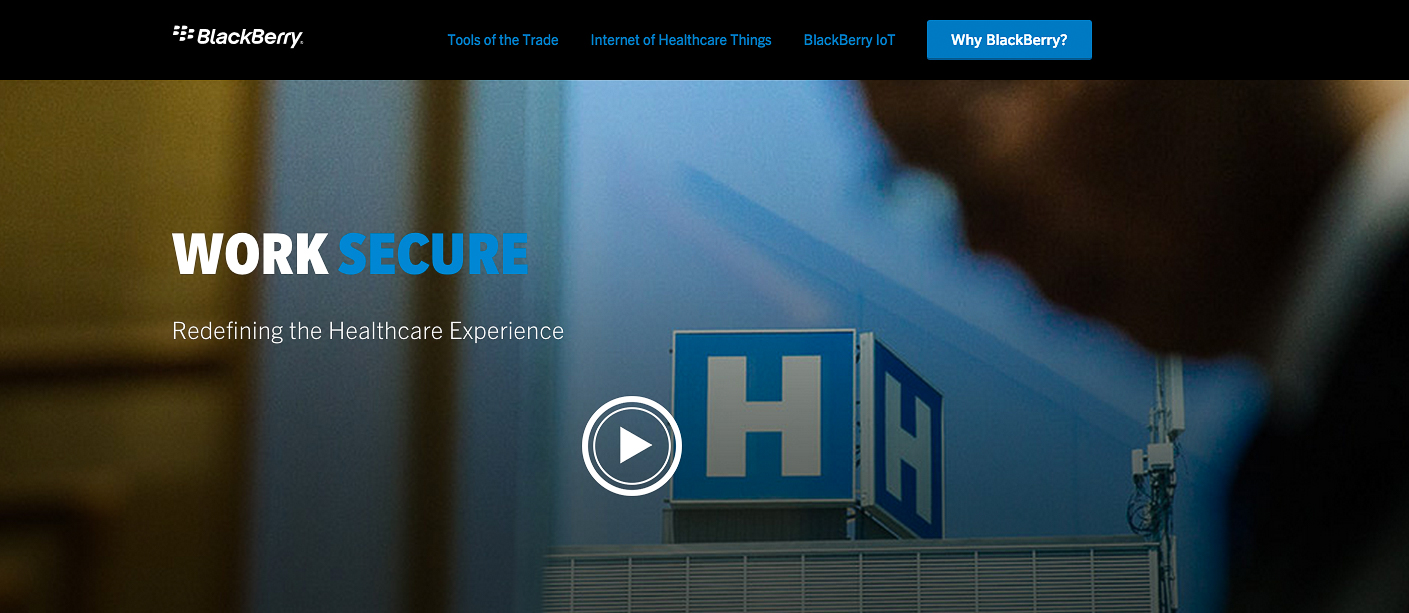 BlackBerry
Tools of the Trade
Internet of Healthcare Things
BlackBerry IoT
Why BlackBerry?
WORK SECURE
Redefining the Healthcare Experience
H
H